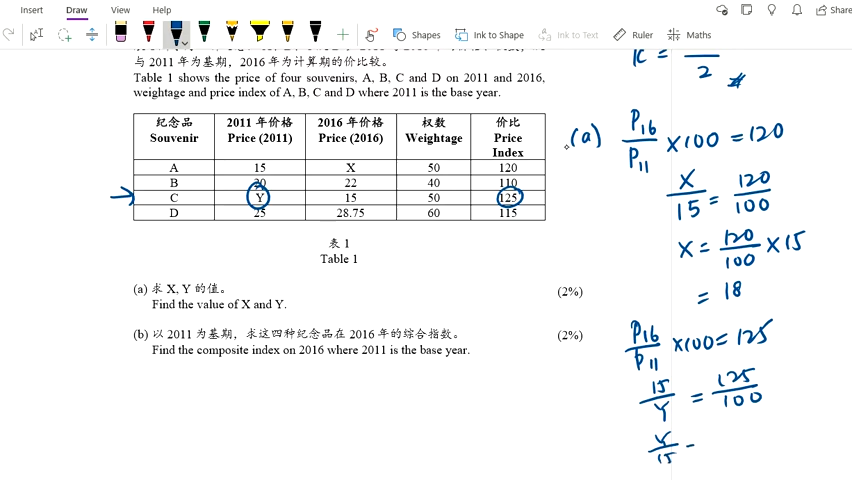 Insert Draw View Help
Shapes Ink to Shape Ink to Text Ruler Maths
与 2011 年为基期，2016 年为计算期的价比较。
Table 1 shows the price of four souvenirs, A, B, C and D on 2011 and 2016,
weightage and price index of A, B, C and D where 2011 is the base year.
纪念品 2011 年价格 2016 年价格 权数 价比
Souvenir Price (2011) Price (2016) Weightage Price
Index
A 15 X 50 120
B 20 22 40 110
C Y 15 50 125
D 25 28.75 60 115
表 1
Table 1
(a) 求 X, Y 的值。 (2%)
Find the value of X and Y.
(b) 以 2011 为基期，求这四种纪念品在 2016 年的综合指数。 (2%)
Find the composite index on 2016 where 2011 is the base year.
2
(a) P16/P11 ×100 = 120
X/15 = 120/100
X = 120/100 × 15
= 18
P16/P11 ×100 = 125
15/Y = 125/100
Y/15 =